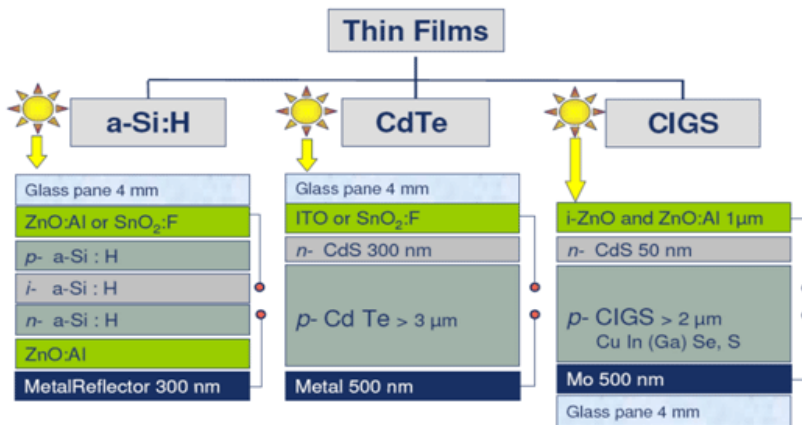 Thin Films
a-Si:H
CdTe
CIGS
Glass pane 4 mm
ZnO:Al or SnO₂:F
p- a-Si : H
i- a-Si : H
n- a-Si : H
ZnO:Al
MetalReflector 300 nm
Glass pane 4 mm
ITO or SnO₂:F
n- CdS 300 nm
p- Cd Te > 3 µm
Metal 500 nm
i-ZnO and ZnO:Al 1µm
n- CdS 50 nm
p- CIGS > 2 µm
Cu In (Ga) Se, S
Mo 500 nm
Glass pane 4 mm